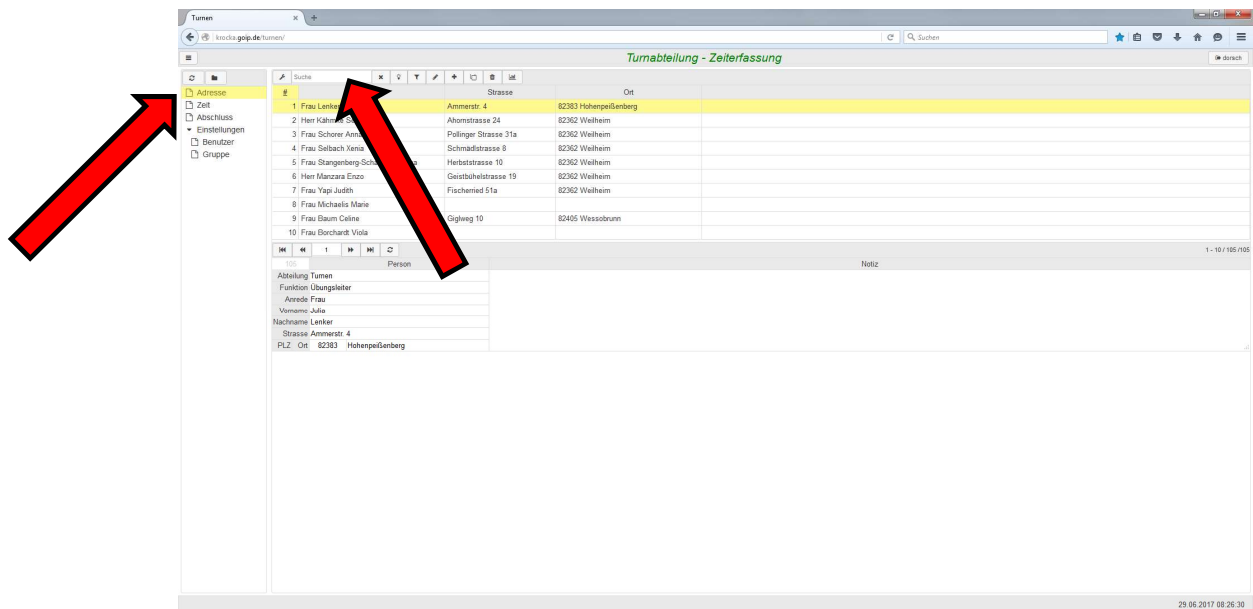 Turnen
krocka.goip.de/turnen/
Suchen
Turnabteilung - Zeiterfassung
dorsch
Adresse
Zeit
Abschluss
Einstellungen
Benutzer
Gruppe
Suche
# Strasse Ort
1 Frau Lenker Ammerstr. 4 82383 Hohenpeißenberg
2 Herr Ahornstrasse 24 82362 Weilheim
3 Frau Schorer Pollinger Strasse 31a 82362 Weilheim
4 Frau Selbach Xenia Schmädlstrasse 8 82362 Weilheim
5 Frau Herbststrasse 10 82362 Weilheim
6 Herr Manzara Enzo Geistbühelstrasse 19 82362 Weilheim
7 Frau Yapi Judith Fischerried 51a 82362 Weilheim
8 Frau Michaelis Marie
9 Frau Baum Celine Giglweg 10 82405 Wessobrunn
10 Frau Borchardt Viola
1
1 - 10 / 105 /105
105 Person Notiz
Abteilung Turnen
Funktion Übungsleiter
Anrede Frau
Vorname Julia
Nachname Lenker
Strasse Ammerstr. 4
PLZ Ort 82383 Hohenpeißenberg
29.06.2017 08:26:30